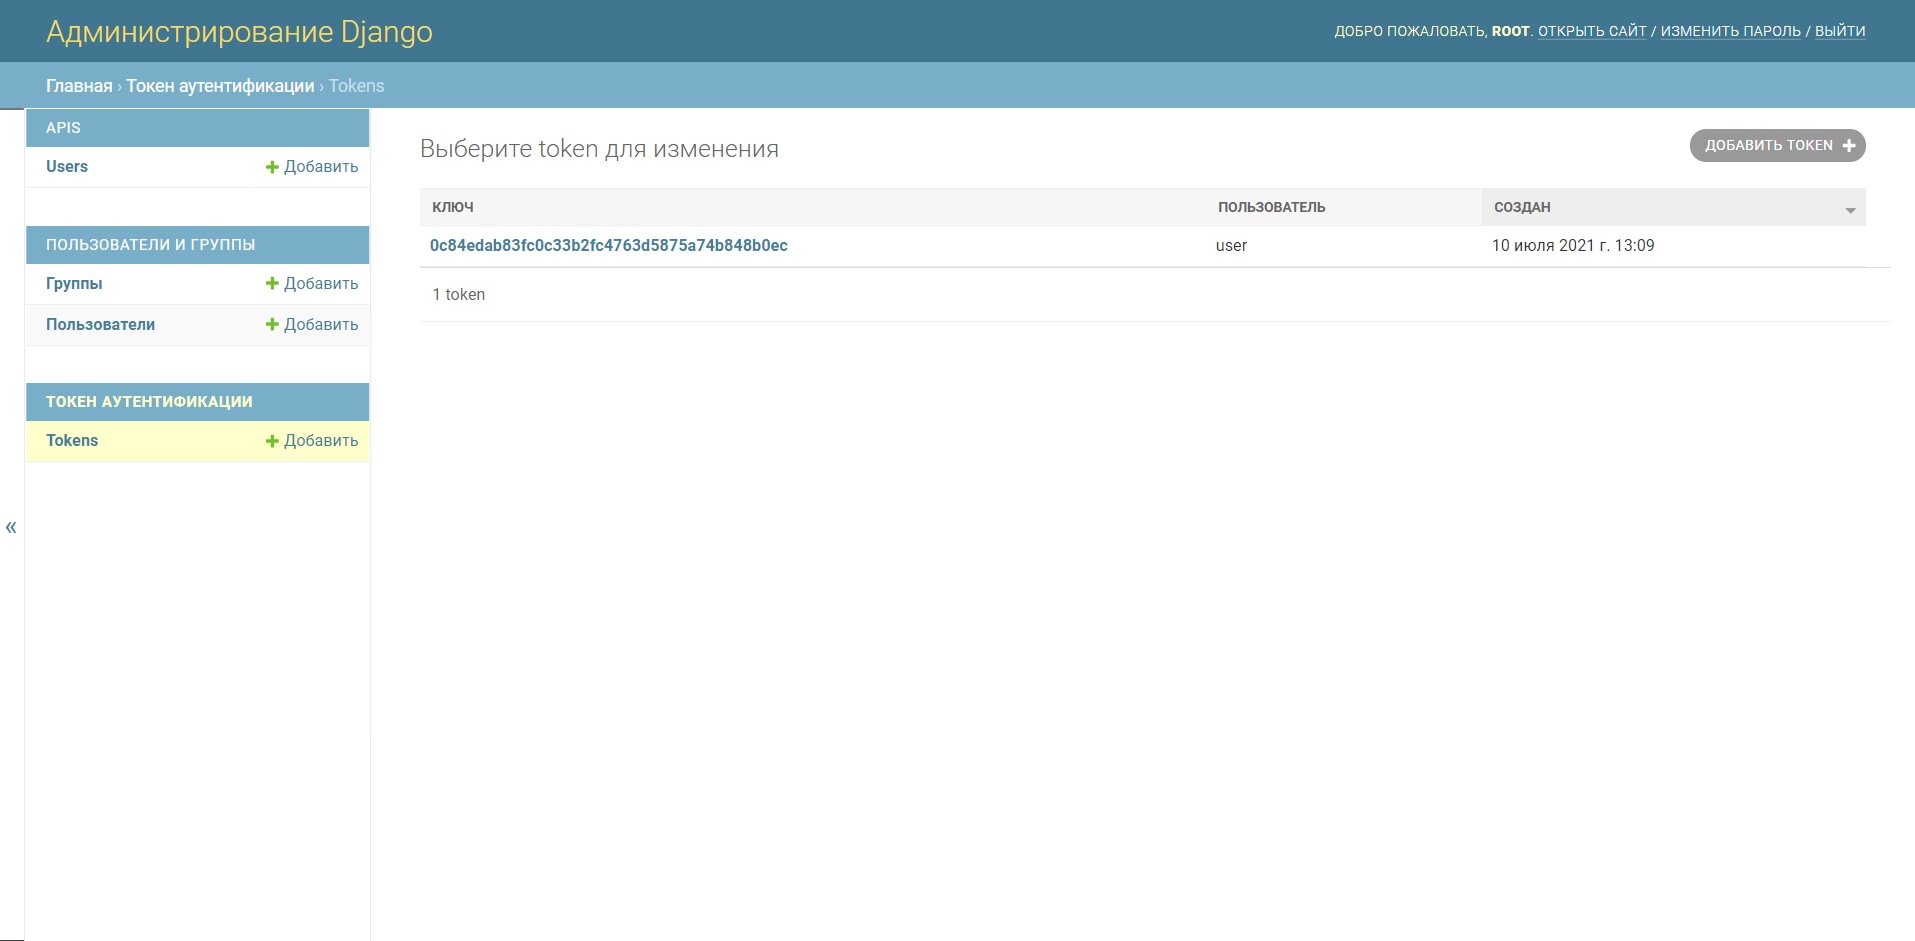 Администрирование Django
ДОБРО ПОЖАЛОВАТЬ, ROOT. ОТКРЫТЬ САЙТ / ИЗМЕНИТЬ ПАРОЛЬ / ВЫЙТИ
Главная › Токен аутентификации › Tokens
APIS
Users Добавить
ПОЛЬЗОВАТЕЛИ И ГРУППЫ
Группы Добавить
Пользователи Добавить
ТОКЕН АУТЕНТИФИКАЦИИ
Tokens Добавить
«
Выберите token для изменения
ДОБАВИТЬ TOKEN
КЛЮЧ ПОЛЬЗОВАТЕЛЬ СОЗДАН
0c84edab83fc0c33b2fc4763d5875a74b848b0ec user 10 июля 2021 г. 13:09
1 token